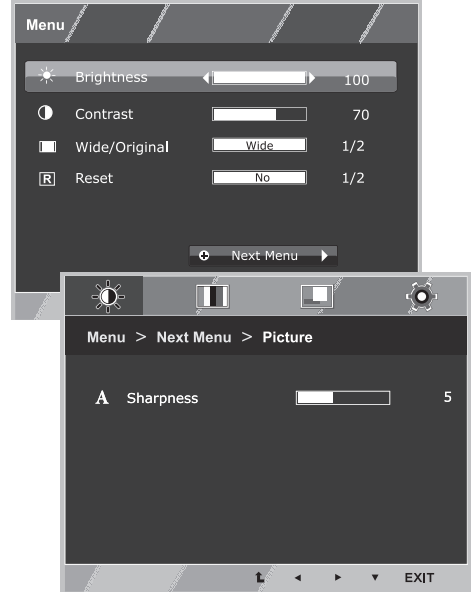 Menu
Brightness 100
Contrast 70
Wide/Original Wide 1/2
R Reset No 1/2
Next Menu
Menu > Next Menu > Picture
A Sharpness 5
EXIT